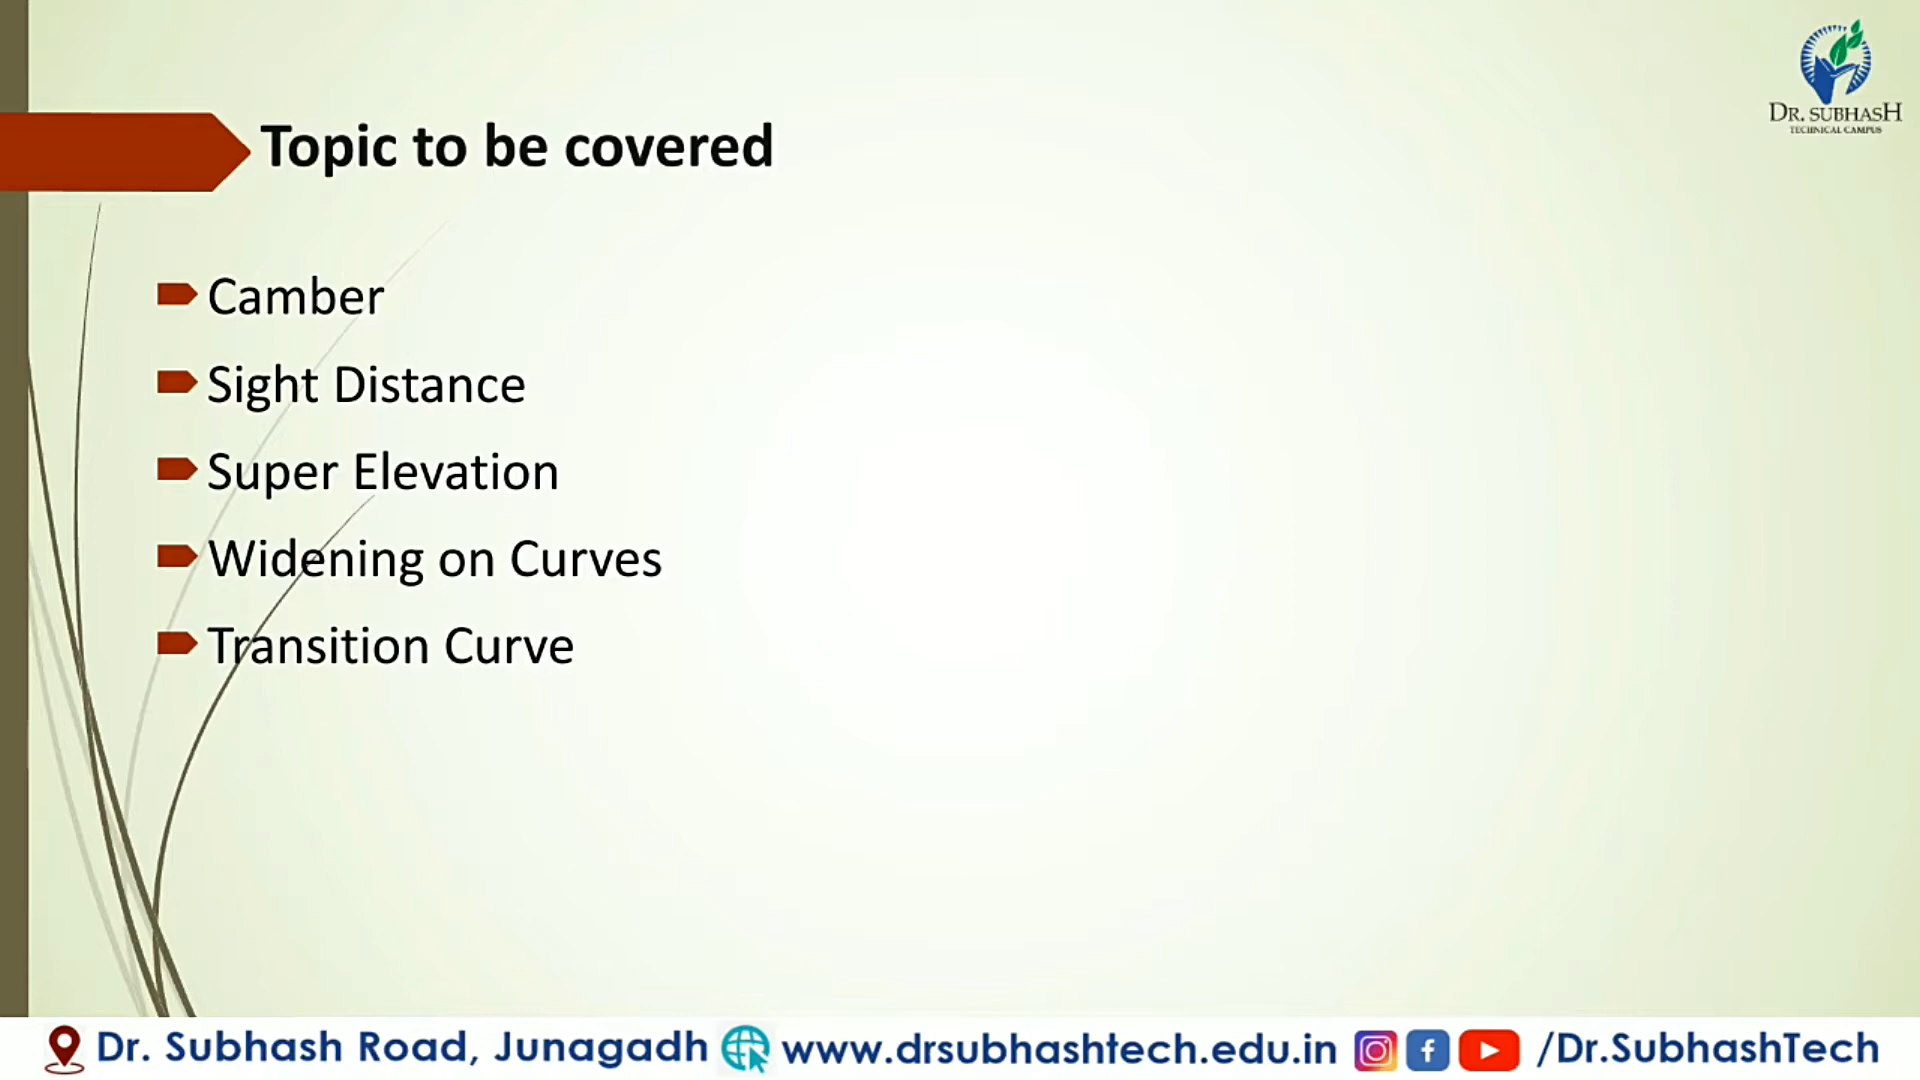 DR. SUBHASH
TECHNICAL CAMPUS
Topic to be covered
Camber
Sight Distance
Super Elevation
Widening on Curves
Transition Curve
Dr. Subhash Road, Junagadh www.drsubhashtech.edu.in /Dr.SubhashTech